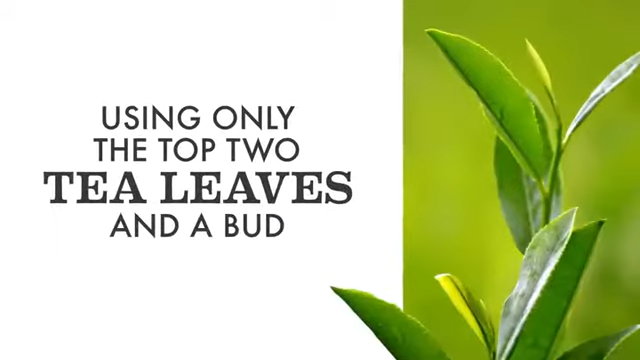 USING ONLY
THE TOP TWO
TEA LEAVES
AND A BUD